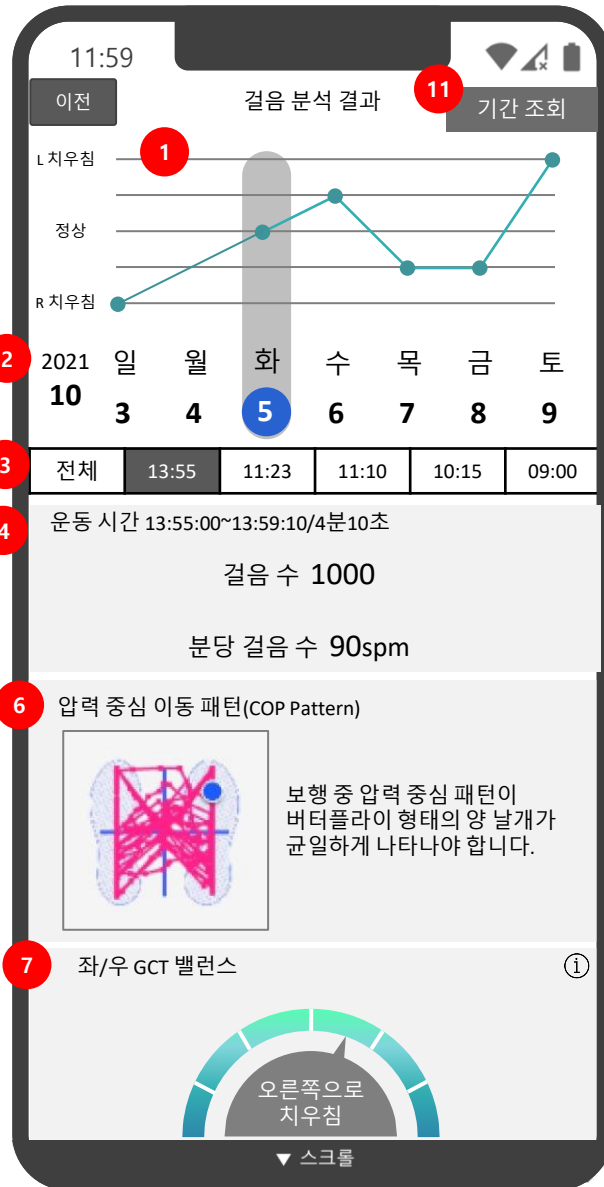 11:59
이전
걸음 분석 결과
11
기간 조회
1
L 치우침
정상
R 치우침
2
2021
10
일 월 화 수 목 금 토
3 4 5 6 7 8 9
3
전체 13:55 11:23 11:10 10:15 09:00
4
운동 시간 13:55:00~13:59:10/4분10초
걸음 수 1000
분당 걸음 수 90spm
6
압력 중심 이동 패턴(COP Pattern)
보행 중 압력 중심 패턴이
버터플라이 형태의 양 날개가
균일하게 나타나야 합니다.
7
좌/우 GCT 밸런스
i
오른쪽으로
치우침
▼ 스크롤